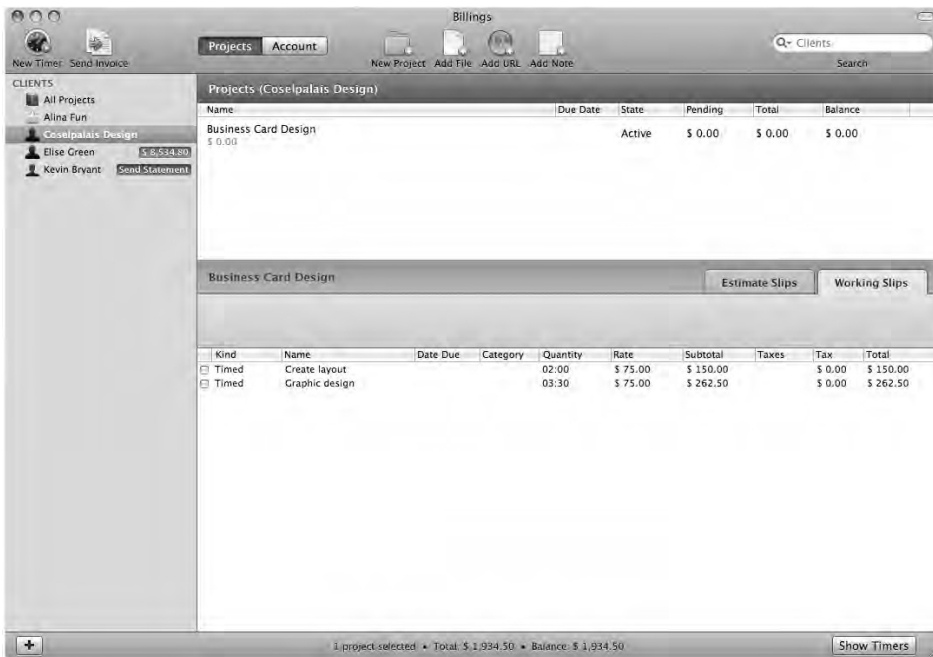 Billings
New Timer Send Invoice Projects Account New Project Add File Add URL Add Note Q Clients Search
CLIENTS
All Projects
Alina Fun
Coselpalais Design
Elise Green $ 8,534.80
Kevin Bryant Send Statement
Projects (Coselpalais Design)
Name Due Date State Pending Total Balance
Business Card Design Active $ 0.00 $ 0.00 $ 0.00
$ 0.00
Business Card Design Estimate Slips Working Slips
Kind Name Date Due Category Quantity Rate Subtotal Taxes Tax Total
Timed Create layout 02:00 $ 75.00 $ 150.00 $ 0.00 $ 150.00
Timed Graphic design 03:30 $ 75.00 $ 262.50 $ 0.00 $ 262.50
+ 1 project selected • Total: $ 1,934.50 • Balance: $ 1,934.50 Show Timers